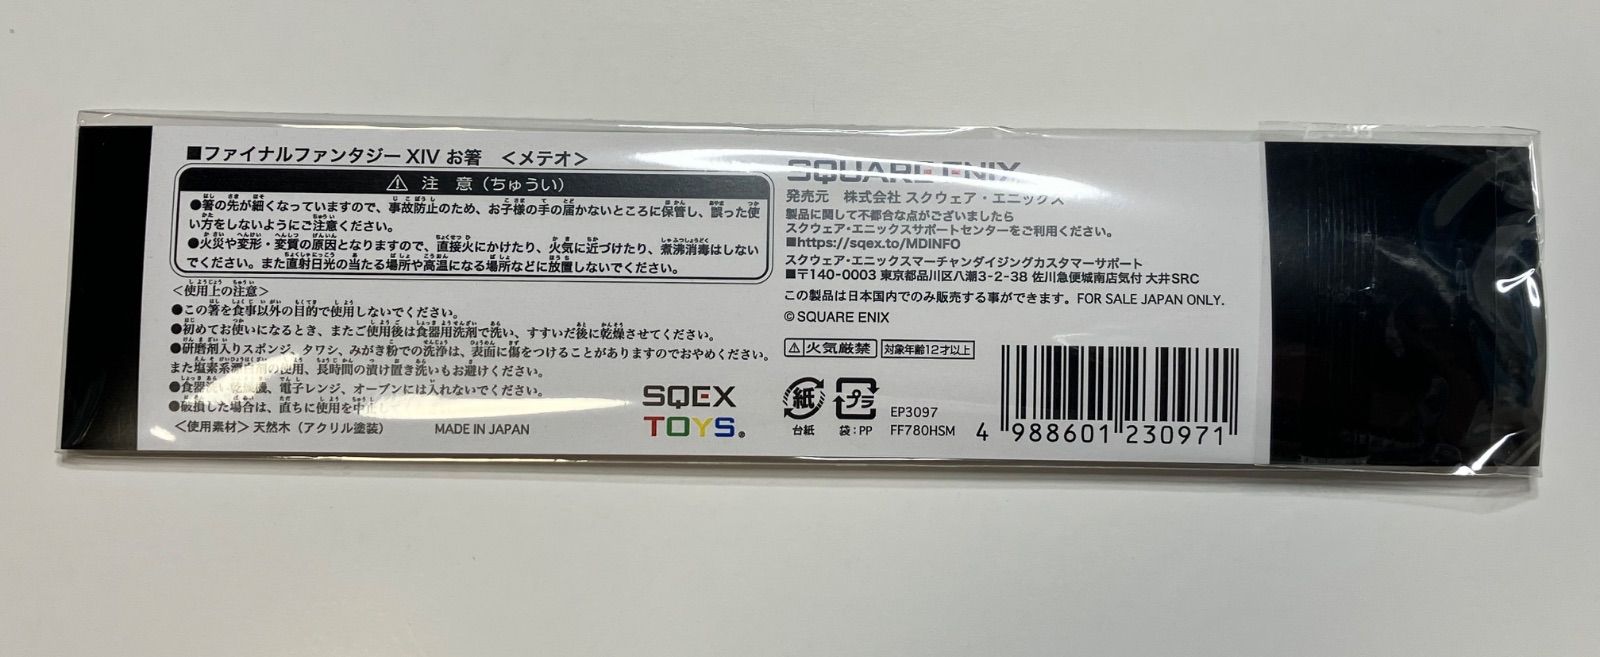 ■ファイナルファンタジーXIV お箸 ＜メテオ＞
⚠ 注 意（ちゅうい）
●箸の先が細くなっていますので、事故防止のため、お子様の手の届かないところに保管し、誤った使
い方をしないようにご注意ください。
●火災や変形・変質の原因となりますので、直接火にかけたり、火気に近づけたり、煮沸消毒はしない
でください。また直射日光の当たる場所や高温になる場所などに放置しないでください。
＜使用上の注意＞
●この箸を食事以外の目的で使用しないでください。
●初めてお使いになるとき、またご使用後は食器用洗剤で洗い、すすいだ後に乾燥させてください。
●研磨剤入りスポンジ、タワシ、みがき粉での洗浄は、表面に傷をつけることがありますのでおやめください。
また塩素系漂白剤の使用、長時間の漬け置き洗いもお避けください。
●食器洗い乾燥機、電子レンジ、オーブンには入れないでください。
●破損した場合は、直ちに使用を中止して
＜使用素材＞ 天然木（アクリル塗装） MADE IN JAPAN
SQEX
TOYS®
SQUARE ENIX
発売元 株式会社 スクウェア・エニックス
製品に関して不都合な点がございましたら
スクウェア・エニックスサポートセンターをご利用ください。
■https://sqex.to/MDINFO
スクウェア・エニックスマーチャンダイジングカスタマーサポート
■〒140-0003 東京都品川区八潮3-2-38 佐川急便城南店気付 大井SRC
この製品は日本国内でのみ販売する事ができます。FOR SALE JAPAN ONLY.
© SQUARE ENIX
⚠火気厳禁 対象年齢12才以上
紙 プラ
台紙 袋：PP
EP3097
FF780HSM
4 988601 230971